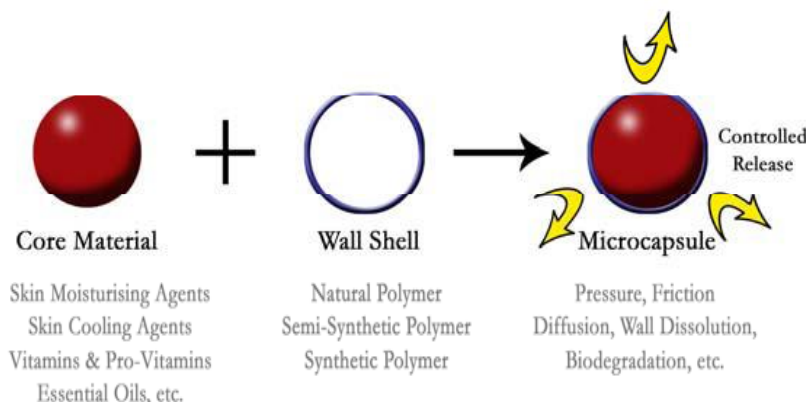 Controlled
Release
Core Material
Wall Shell
Microcapsule
Skin Moisturising Agents
Skin Cooling Agents
Vitamins & Pro-Vitamins
Essential Oils, etc.
Natural Polymer
Semi-Synthetic Polymer
Synthetic Polymer
Pressure, Friction
Diffusion, Wall Dissolution,
Biodegradation, etc.